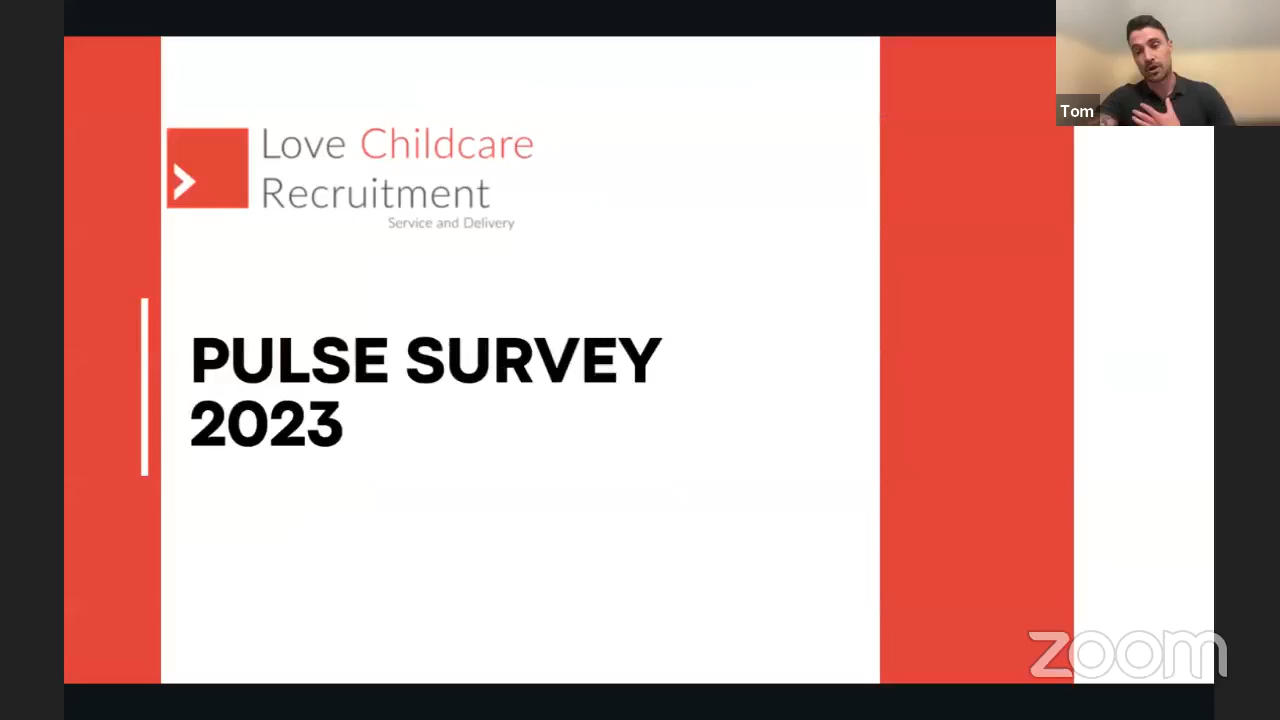 Tom
Love Childcare
Recruitment
Service and Delivery
PULSE SURVEY
2023
zoom